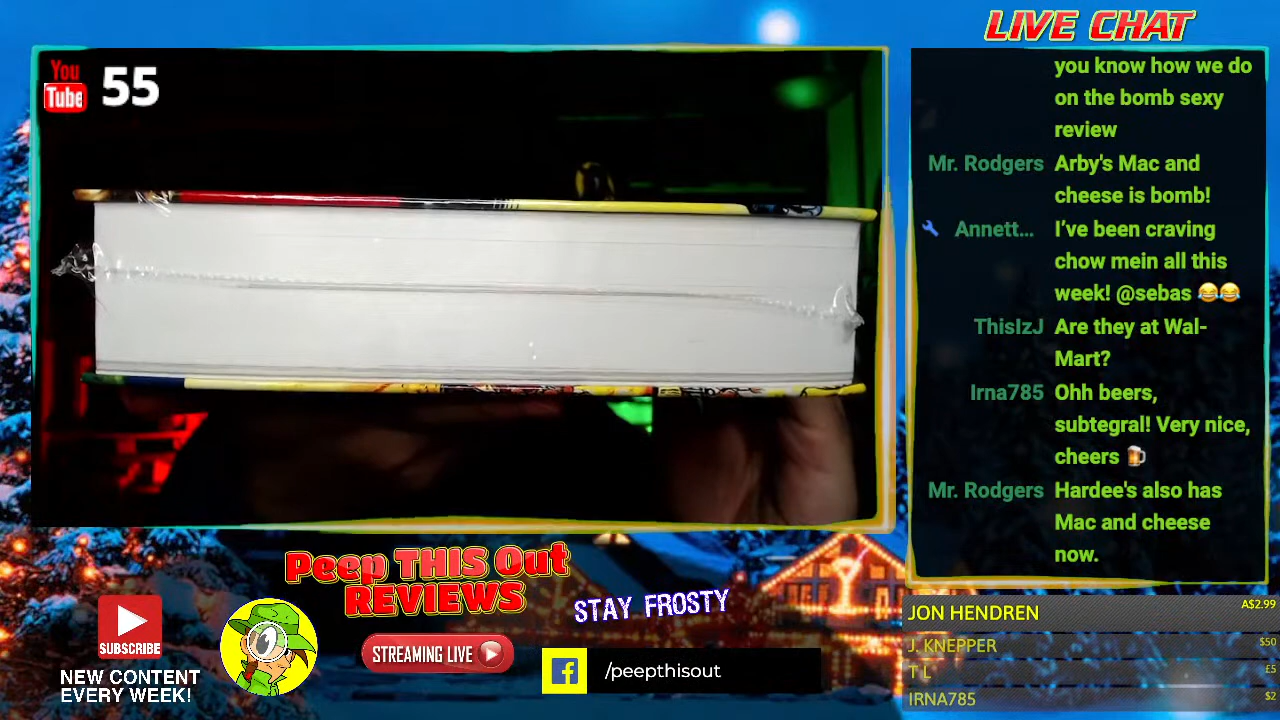 LIVE CHAT
You
Tube
55
you know how we do
on the bomb sexy
review
Mr. Rodgers Arby's Mac and
cheese is bomb!
Annett... I’ve been craving
chow mein all this
week! @sebas 😂😂
ThisIzJ Are they at Wal-
Mart?
Irna785 Ohh beers,
subtegral! Very nice,
cheers 🍺
Mr. Rodgers Hardee's also has
Mac and cheese
now.
Peep THIS Out
REVIEWS
STAY FROSTY
SUBSCRIBE
NEW CONTENT
EVERY WEEK!
STREAMING LIVE
/peepthisout
JON HENDREN A$2.99
J. KNEPPER $50
T L £5
IRNA785 $2